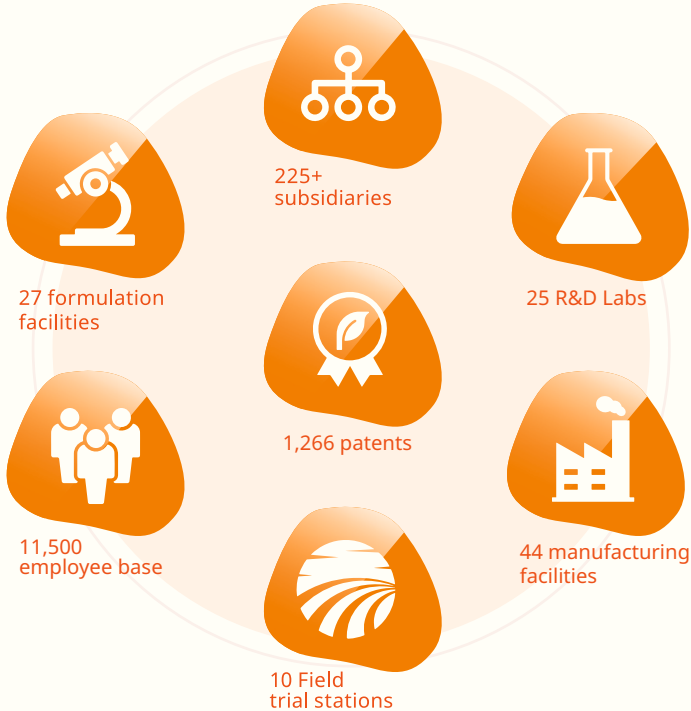 225+
subsidiaries
27 formulation
facilities
25 R&D Labs
1,266 patents
11,500
employee base
44 manufacturing
facilities
10 Field
trial stations